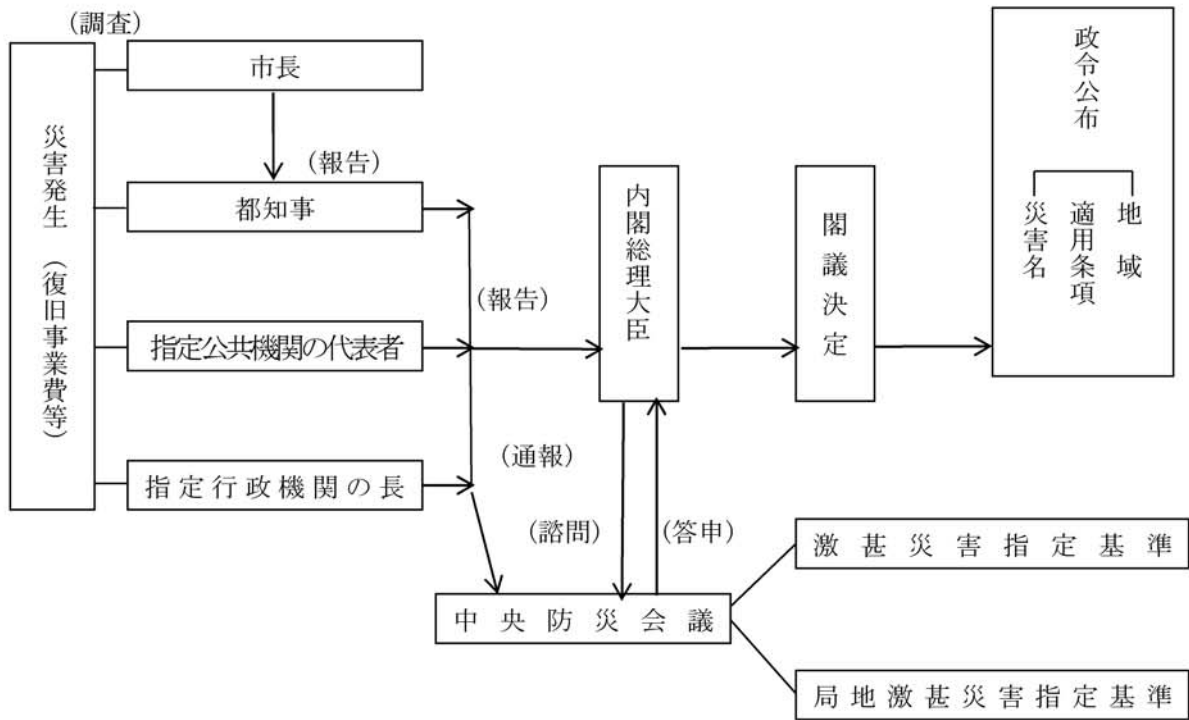 (調査)
市長
災害発生 (復旧事業費等)
(報告)
都知事
指定公共機関の代表者
指定行政機関の長
(報告)
(通報)
内閣総理大臣
閣議決定
政令公布
災害名
適用条項
地域
(諮問)
(答申)
中央防災会議
激甚災害指定基準
局地激甚災害指定基準